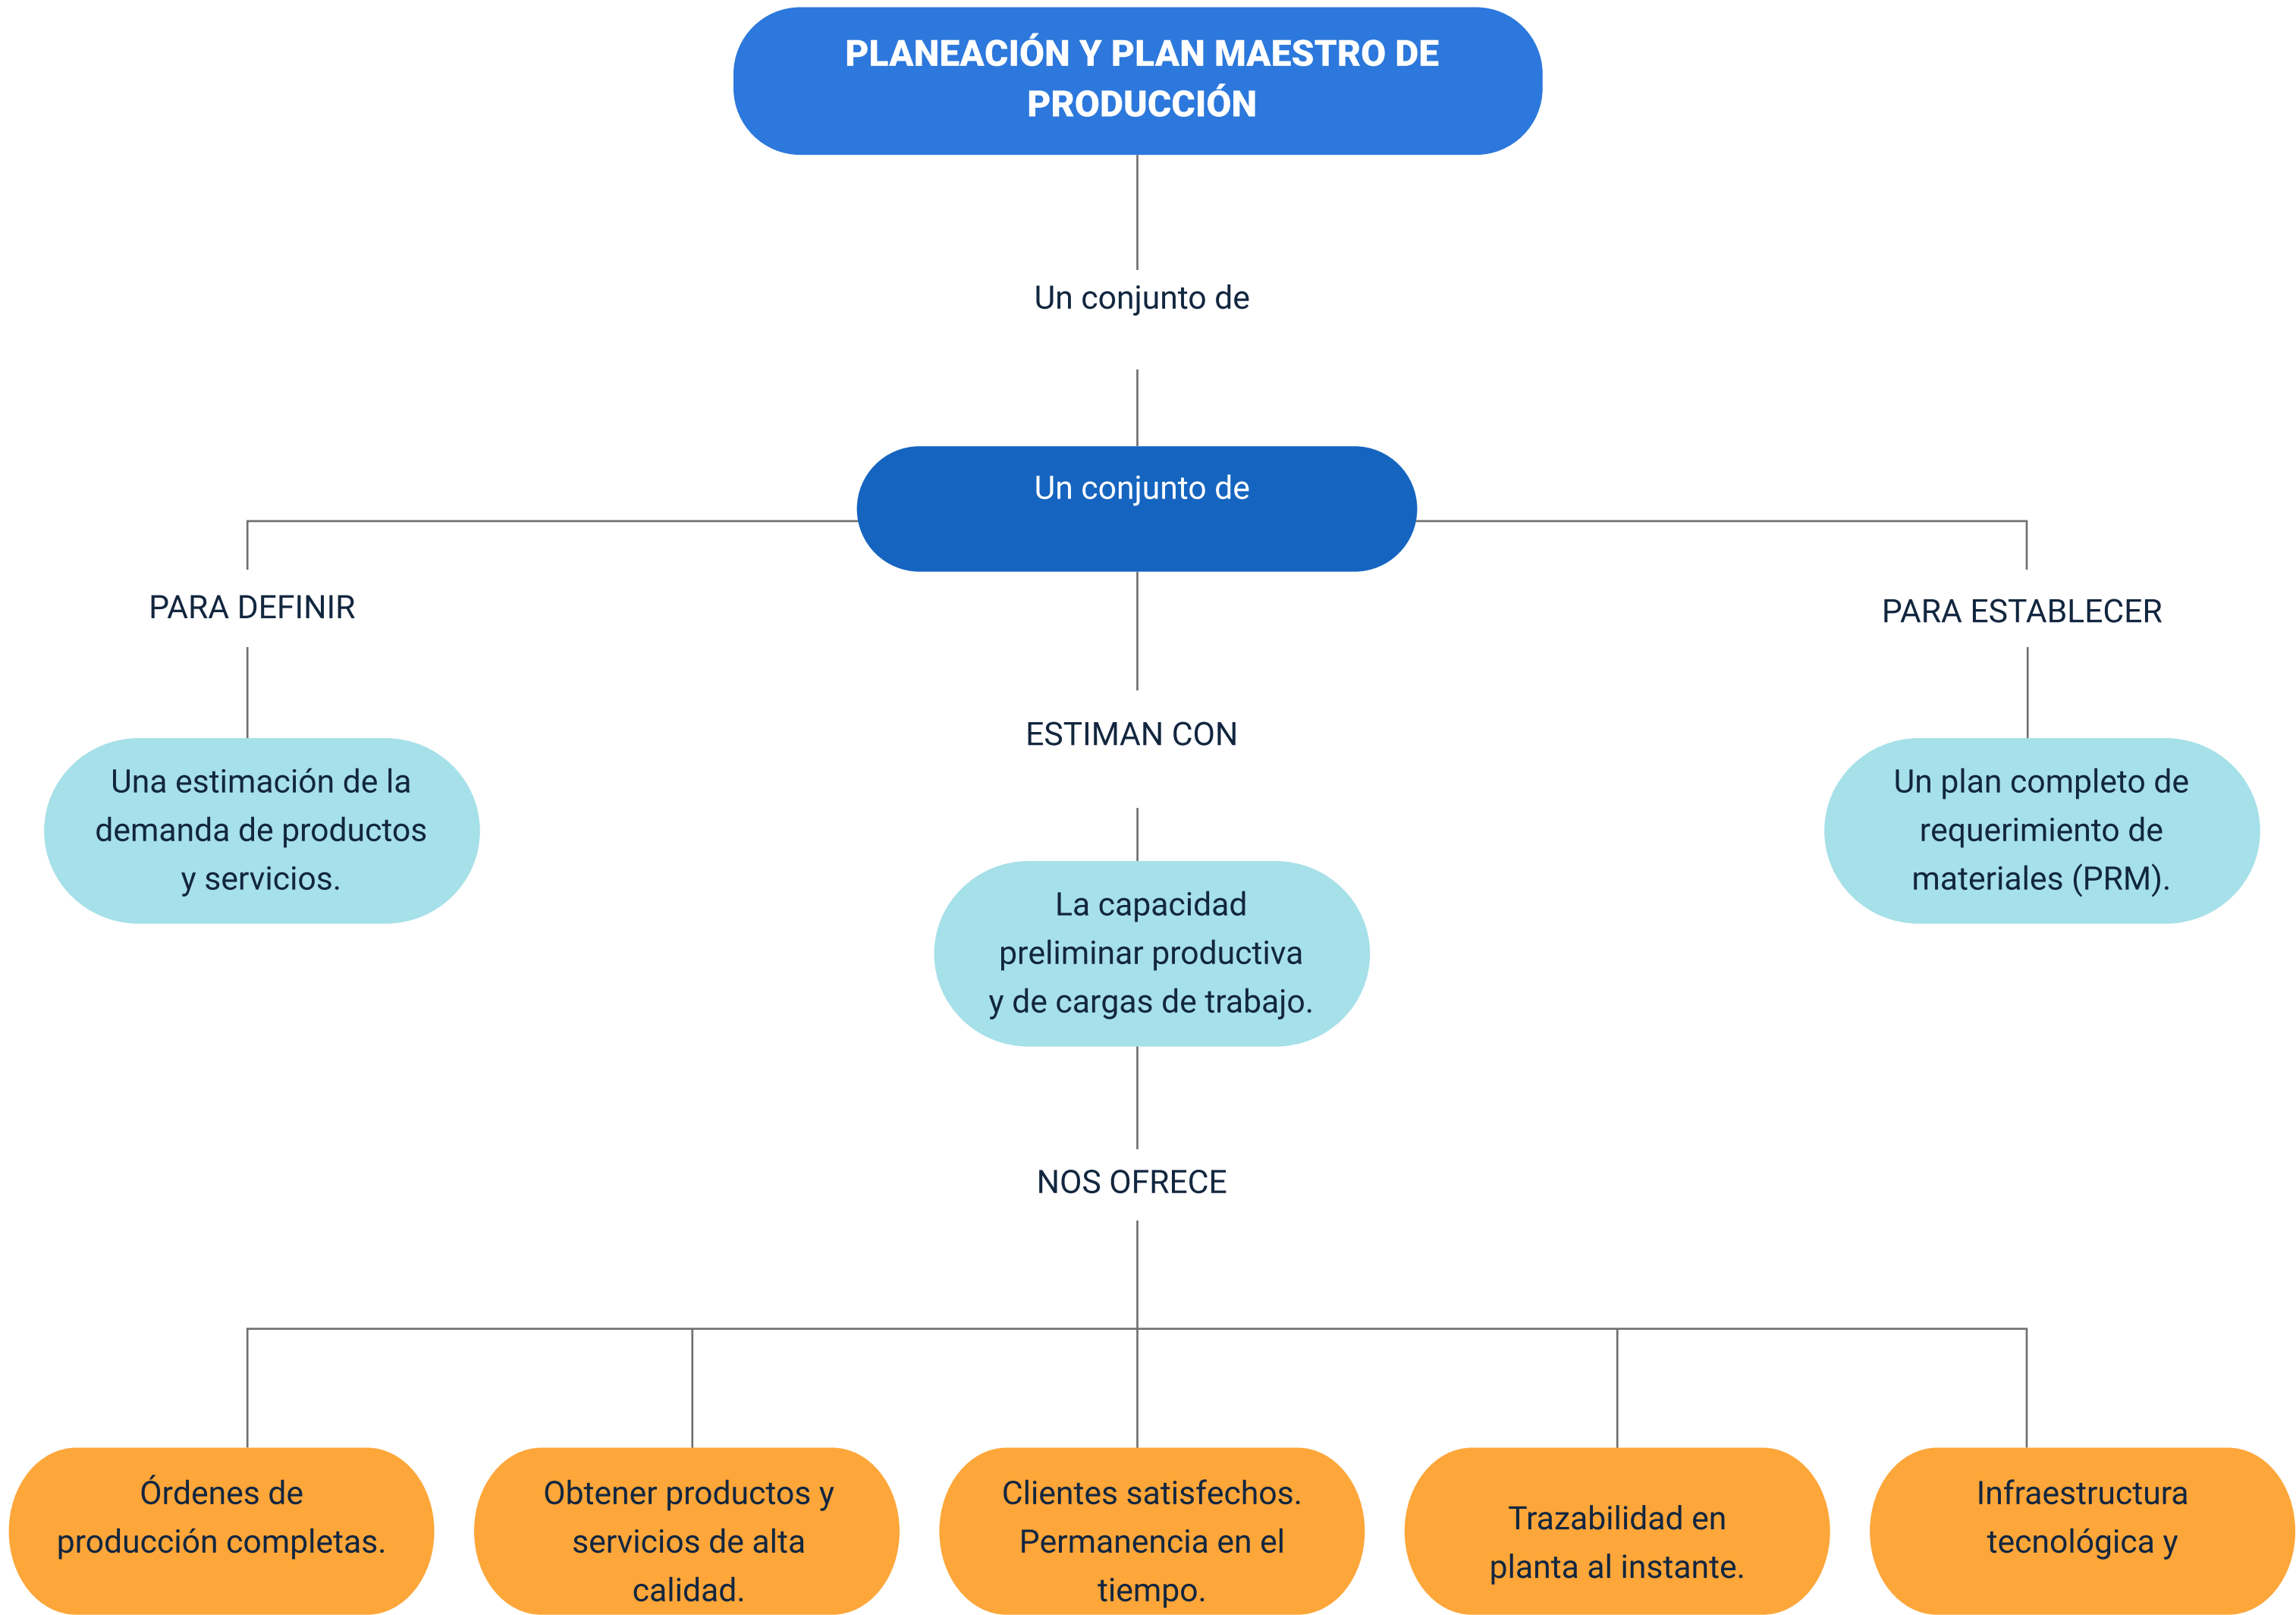 PLANEACIÓN Y PLAN MAESTRO DE
PRODUCCIÓN
Un conjunto de
Un conjunto de
PARA DEFINIR
ESTIMAN CON
PARA ESTABLECER
Una estimación de la
demanda de productos
y servicios.
La capacidad
preliminar productiva
y de cargas de trabajo.
Un plan completo de
requerimiento de
materiales (PRM).
NOS OFRECE
Órdenes de
producción completas.
Obtener productos y
servicios de alta
calidad.
Clientes satisfechos.
Permanencia en el
tiempo.
Trazabilidad en
planta al instante.
Infraestructura
tecnológica y